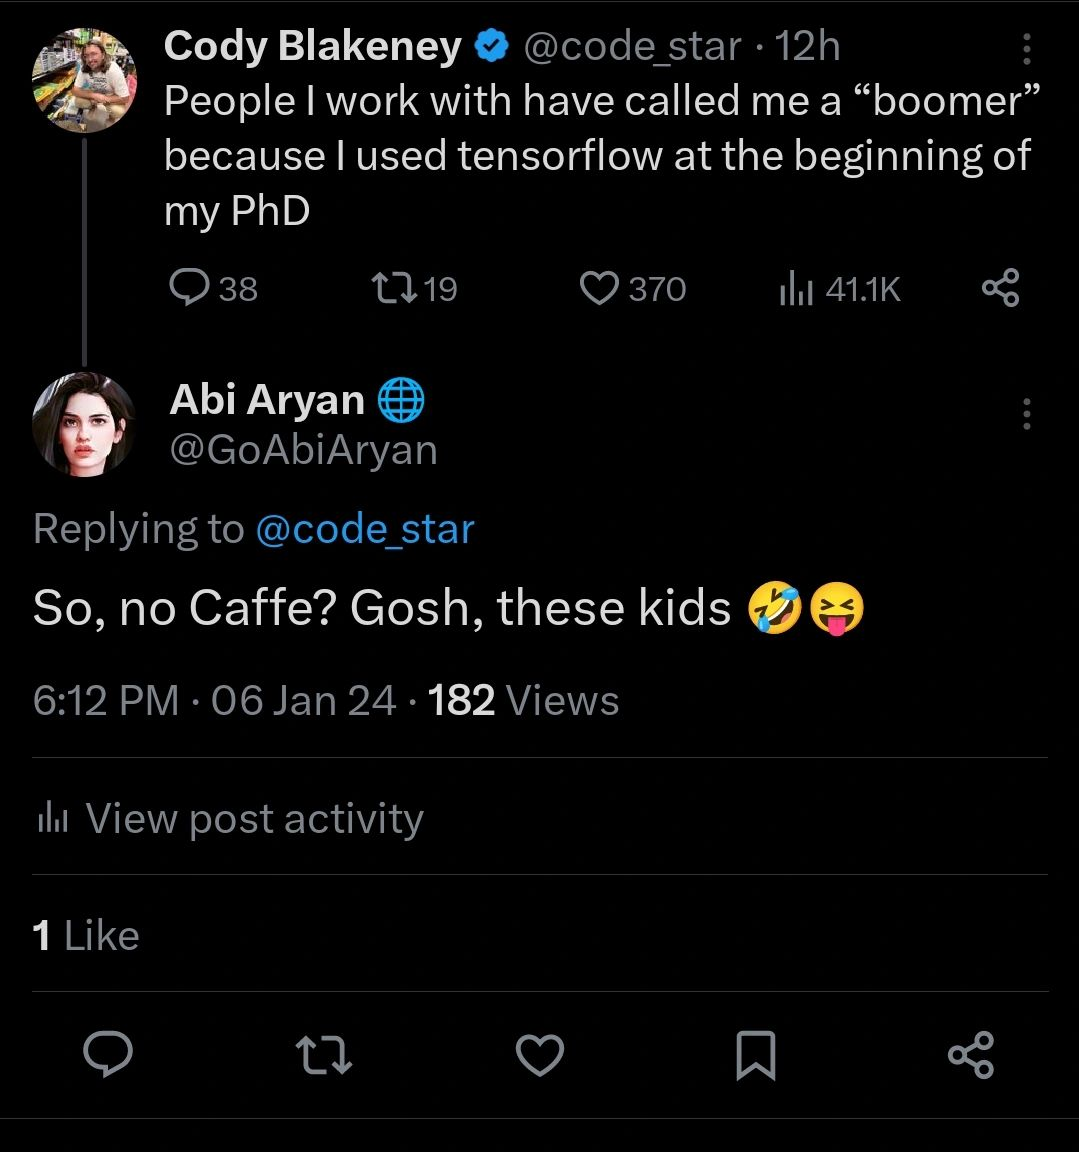 Cody Blakeney @code_star · 12h
People I work with have called me a “boomer”
because I used tensorflow at the beginning of
my PhD
38 19 370 41.1K
Abi Aryan 🌐
@GoAbiAryan
Replying to @code_star
So, no Caffe? Gosh, these kids 🤣😝
6:12 PM · 06 Jan 24 · 182 Views
View post activity
1 Like